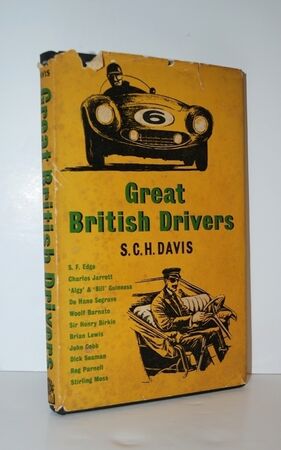 DAVIS
Great British Drivers
6
Great
British Drivers
S.C.H. DAVIS
S. F. Edge
Charles Jarrott
'Algy' & 'Bill' Guinness
De Hane Segrave
Woolf Barnato
Sir Henry Birkin
Brian Lewis
John Cobb
Dick Seaman
Reg Parnell
Stirling Moss